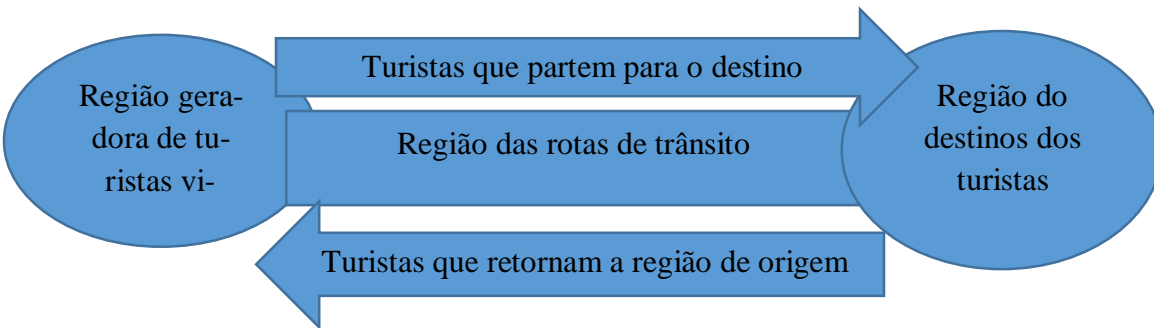 Região gera-
dora de tu-
ristas vi-
Turistas que partem para o destino
Região das rotas de trânsito
Turistas que retornam a região de origem
Região do
destinos dos
turistas